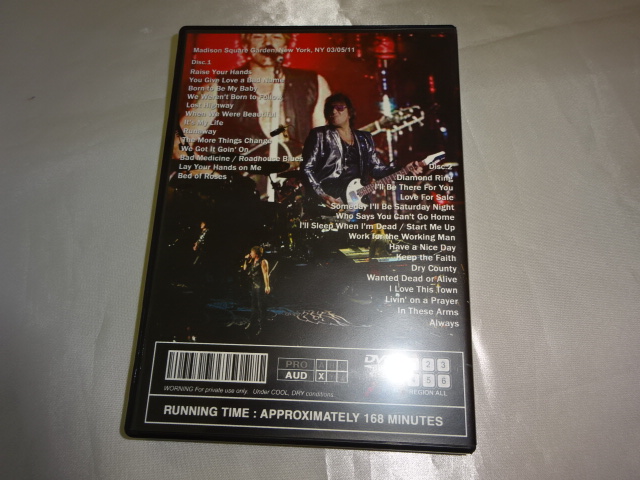 Madison Square Garden, New York, NY 03/05/11
Disc.1
Raise Your Hands
You Give Love a Bad Name
Born to Be My Baby
We Weren't Born to Follow
Lost Highway
When We Were Beautiful
It's My Life
Runaway
The More Things Change
We Got It Goin' On
Bad Medicine / Roadhouse Blues
Lay Your Hands on Me
Bed of Roses
Disc.2
Diamond Ring
I'll Be There For You
Love For Sale
Someday I'll Be Saturday Night
Who Says You Can't Go Home
I'll Sleep When I'm Dead / Start Me Up
Work for the Working Man
Have a Nice Day
Keep the Faith
Dry County
Wanted Dead or Alive
I Love This Town
Livin' on a Prayer
In These Arms
Always
PRO
AUD X
DVD 2 3
4 5 6
REGION ALL
WORNING For private use only. Under COOL, DRY conditions.
RUNNING TIME : APPROXIMATELY 168 MINUTES